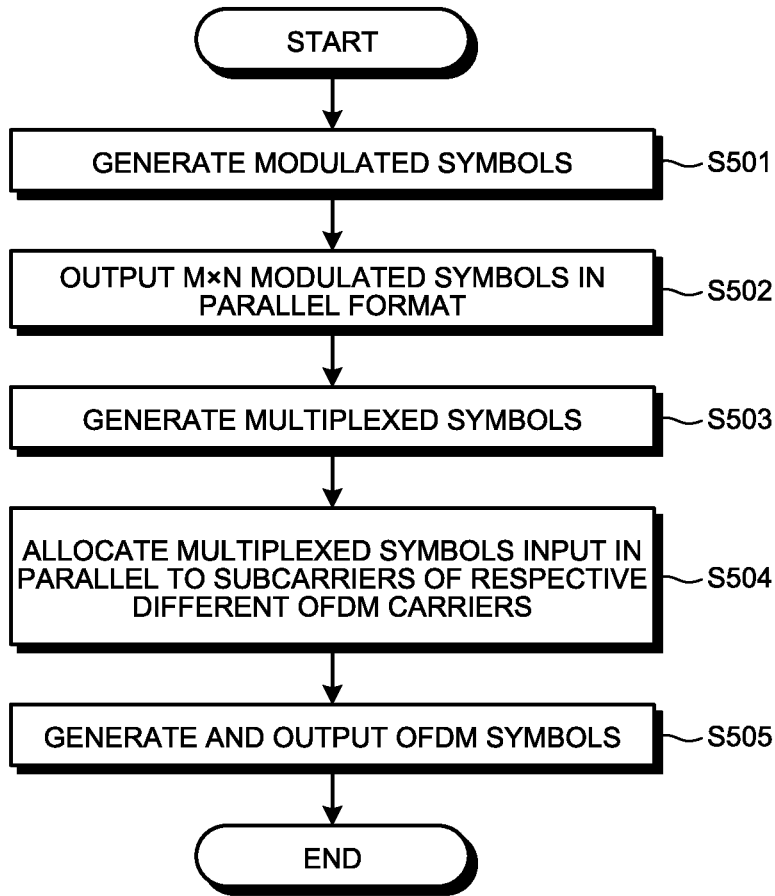 START
GENERATE MODULATED SYMBOLS
S501
OUTPUT M×N MODULATED SYMBOLS IN
PARALLEL FORMAT
S502
GENERATE MULTIPLEXED SYMBOLS
S503
ALLOCATE MULTIPLEXED SYMBOLS INPUT IN
PARALLEL TO SUBCARRIERS OF RESPECTIVE
DIFFERENT OFDM CARRIERS
S504
GENERATE AND OUTPUT OFDM SYMBOLS
S505
END